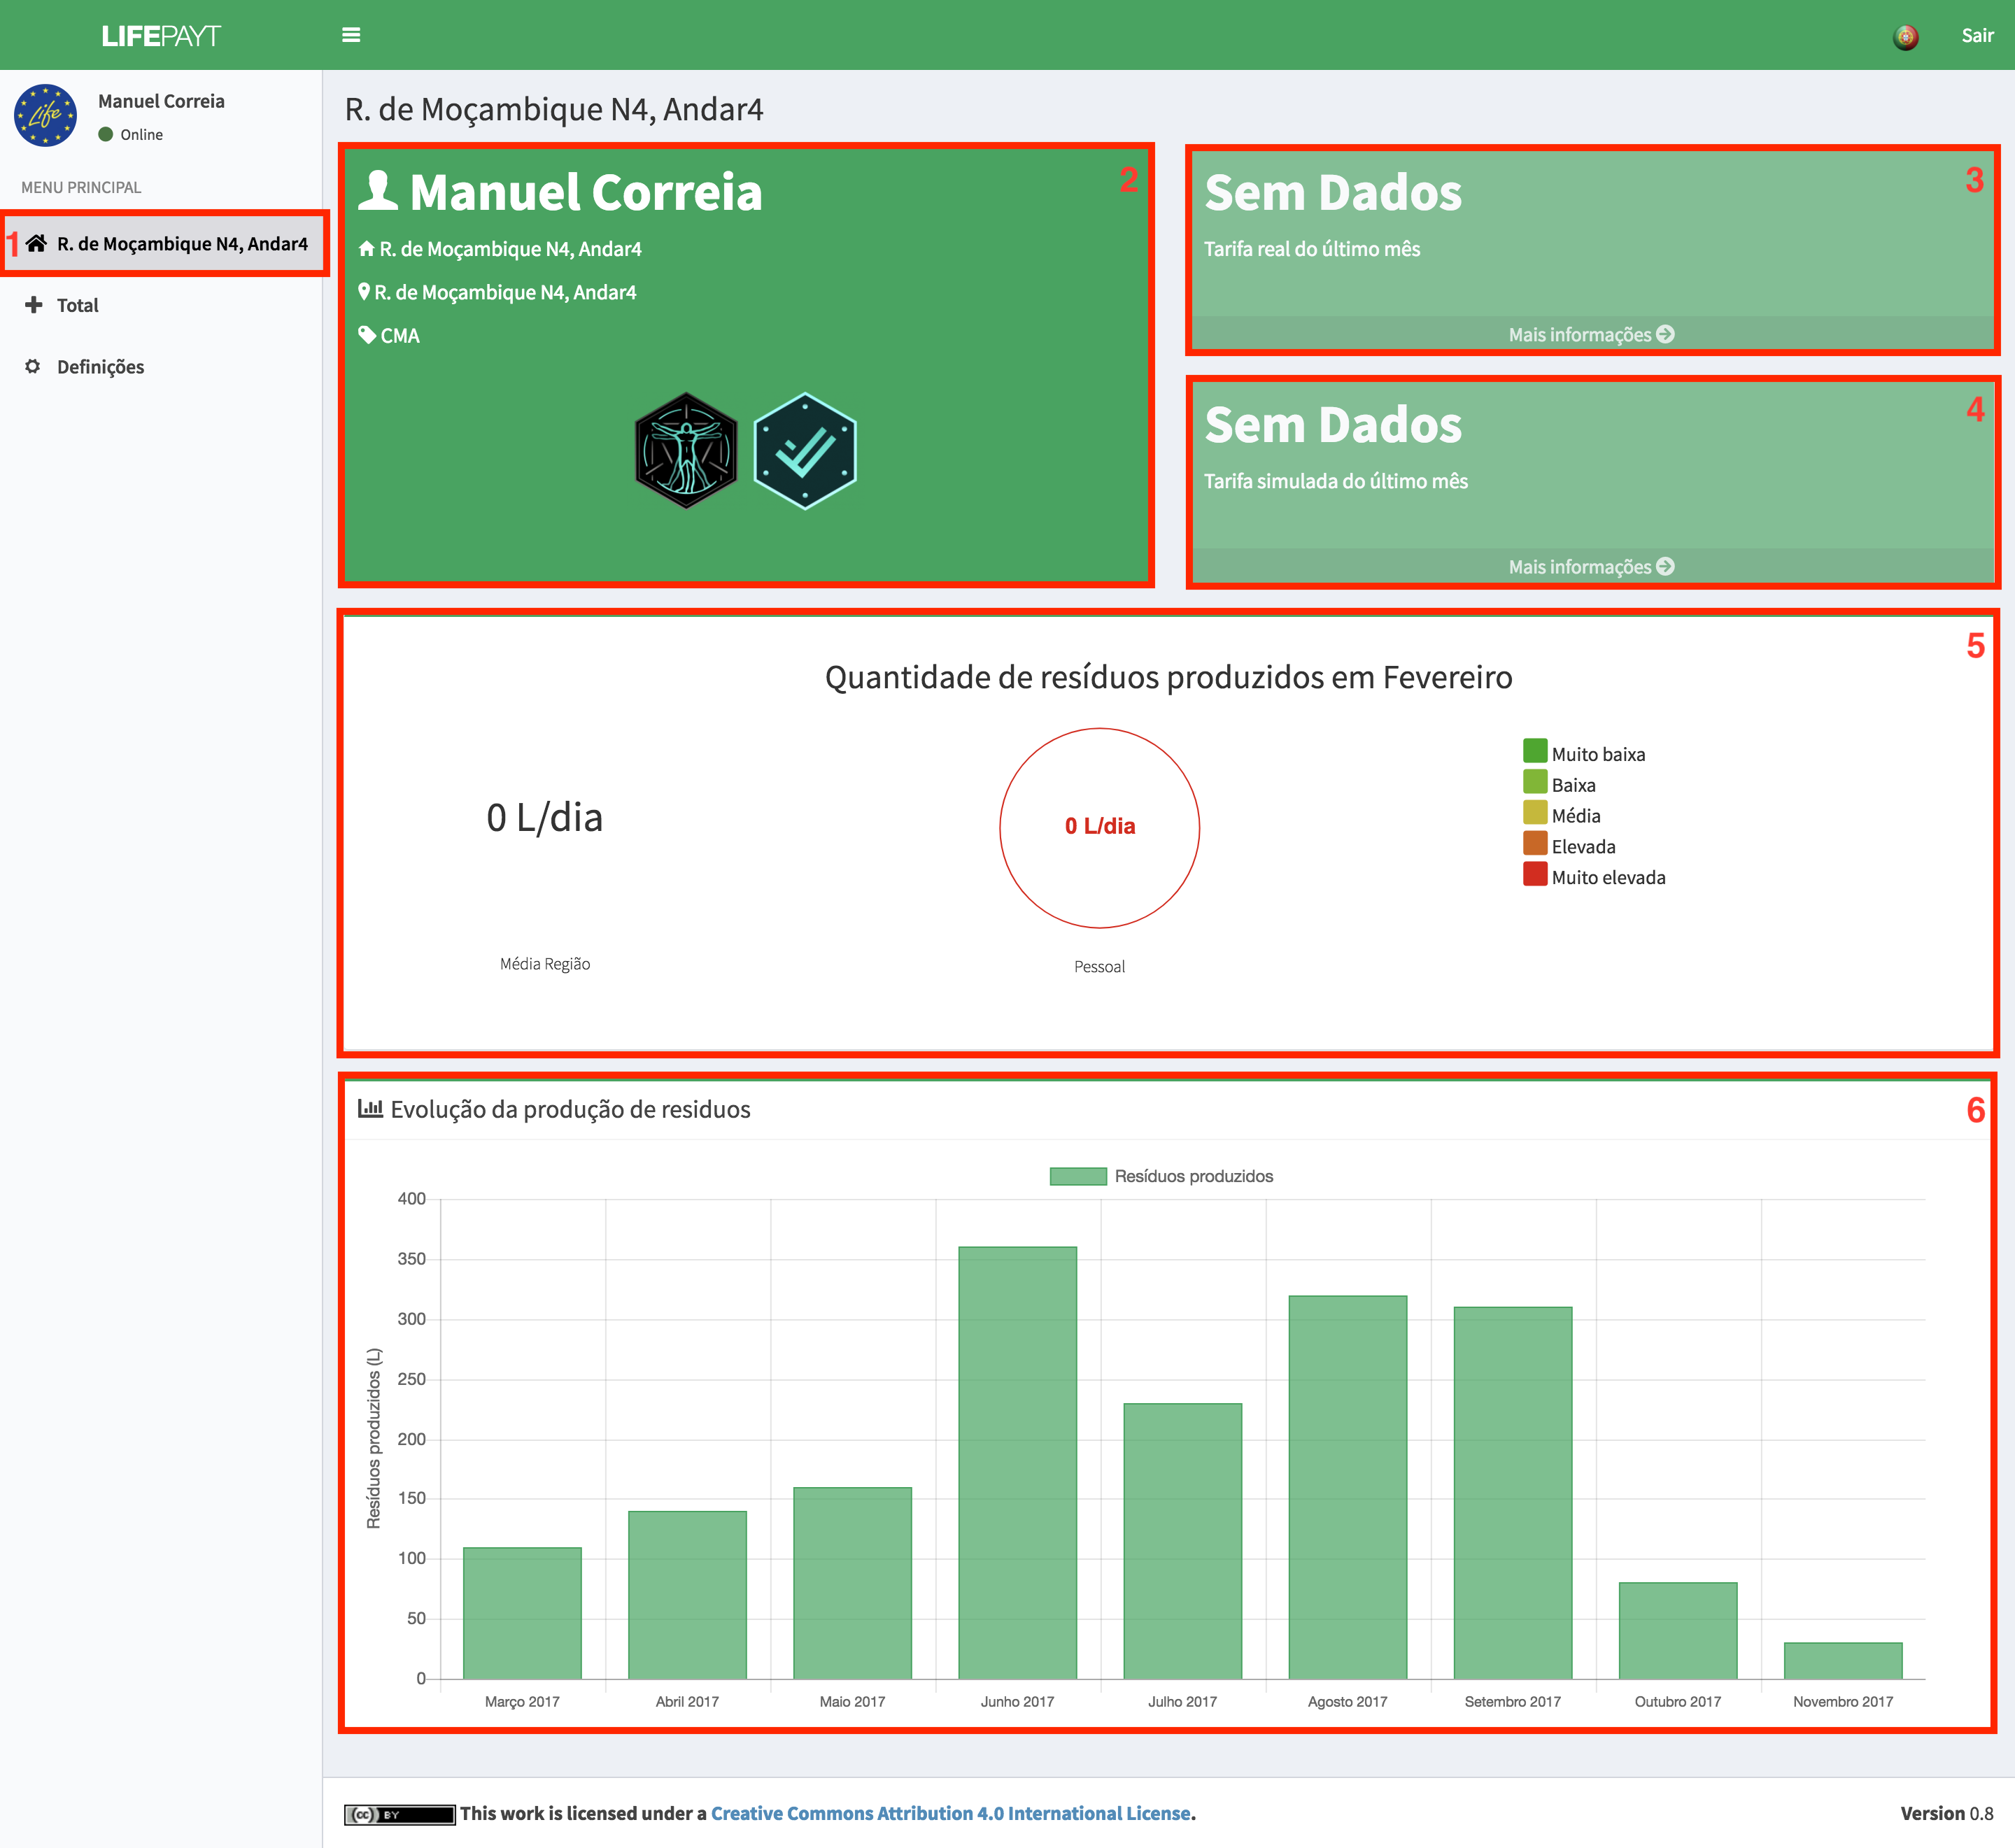 LIFEPAYT
Sair
Manuel Correia
Online
MENU PRINCIPAL
1 R. de Moçambique N4, Andar4
Total
Definições
R. de Moçambique N4, Andar4
Manuel Correia 2
R. de Moçambique N4, Andar4
R. de Moçambique N4, Andar4
CMA
Sem Dados 3
Tarifa real do último mês
Mais informações
Sem Dados 4
Tarifa simulada do último mês
Mais informações
5
Quantidade de resíduos produzidos em Fevereiro
0 L/dia
Média Região
0 L/dia
Pessoal
Muito baixa
Baixa
Média
Elevada
Muito elevada
Evolução da produção de residuos 6
Resíduos produzidos
Resíduos produzidos (L)
400
350
300
250
200
150
100
50
0
Março 2017 Abril 2017 Maio 2017 Junho 2017 Julho 2017 Agosto 2017 Setembro 2017 Outubro 2017 Novembro 2017
(cc) BY This work is licensed under a Creative Commons Attribution 4.0 International License.
Version 0.8
Life